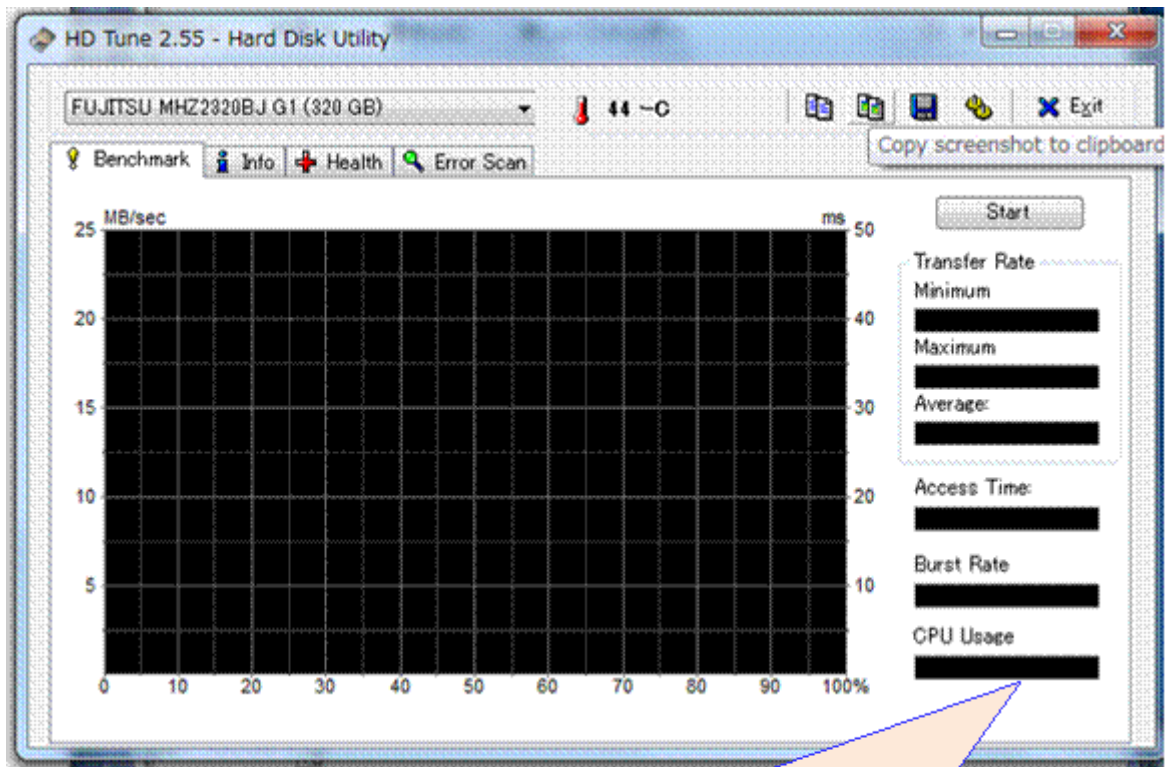 HD Tune 2.55 - Hard Disk Utility
FUJITSU MHZ2320BJ G1 (320 GB)
44 ~C
Exit
Copy screenshot to clipboard
Benchmark
Info
Health
Error Scan
MB/sec
ms
25
20
15
10
5
50
40
30
20
10
0 10 20 30 40 50 60 70 80 90 100%
Start
Transfer Rate
Minimum
Maximum
Average:
Access Time:
Burst Rate
CPU Usage